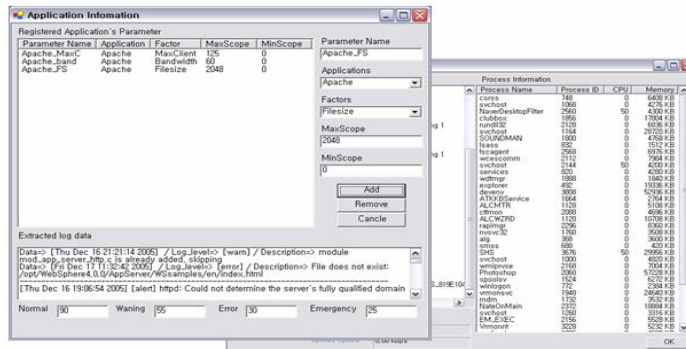 Application Infomation
Registered Application's Parameter
Parameter Name Application Factor MaxScope MinScope
Apache_MaxC Apache MaxClient 125 0
Apache_band Apache Bandwidth 60 0
Apache_FS Apache Filesize 2048 0
Parameter Name
Apache_FS
Applications
Apache
Factors
Filesize
MaxScope
2048
MinScope
0
Add
Remove
Cancle
Extracted log data
Data=> [Thu Dec 16 21:21:14 2005] / Log_level=> [warn] / Description=> module
mod_app_server_http.c is already added, skipping
Data=> [Fri Dec 17 11:32:42 2005] / Log_level=> [error] / Description=> File does not exist:
/opt/WebSphere4.0.0/AppServer/WSsamples/en/index.html
[Thu Dec 16 19:06:54 2005] [alert] httpd: Could not determine the server's fully qualified domain
Normal 90 Waning 55 Error 30 Emergency 25
Process Information
Process Name Process ID CPU Memory
csrss 748 0 6408 KB
svchost 1068 0 4276 KB
NaverDesktopFilter 2560 50 4300 KB
clubbox 1856 0 17804 KB
rundll32 2128 0 6836 KB
svchost 1164 0 28720 KB
SOUNDMAN 1800 0 4768 KB
lsass 832 0 1512 KB
fscagent 2568 0 6976 KB
wcescomm 2112 0 7984 KB
svchost 2144 50 4200 KB
services 820 0 4280 KB
wdfmgr 1888 0 1840 KB
explorer 492 0 19336 KB
devenv 3808 0 52936 KB
ATKKBService 1664 0 2764 KB
ALCMTR 1128 0 5108 KB
ctfmon 2088 0 4696 KB
ALCWZRD 1120 0 10708 KB
rapimgr 2296 0 8360 KB
nvsvc32 1760 0 3508 KB
alg 368 0 3600 KB
smss 688 0 420 KB
SHS 3676 50 29956 KB
svchost 1000 0 4820 KB
wmiprvse 2168 0 7004 KB
Photoshop 2060 0 57228 KB
spoolsv 1524 0 6272 KB
winlogon 772 0 2384 KB
vrmonsvc 1948 0 24640 KB
mdm 1732 0 3532 KB
NateOnMain 2372 0 18884 KB
svchost 1260 0 3316 KB
EM_EXEC 2156 0 5528 KB
Vrmonnt 3228 0 5232 KB
OK